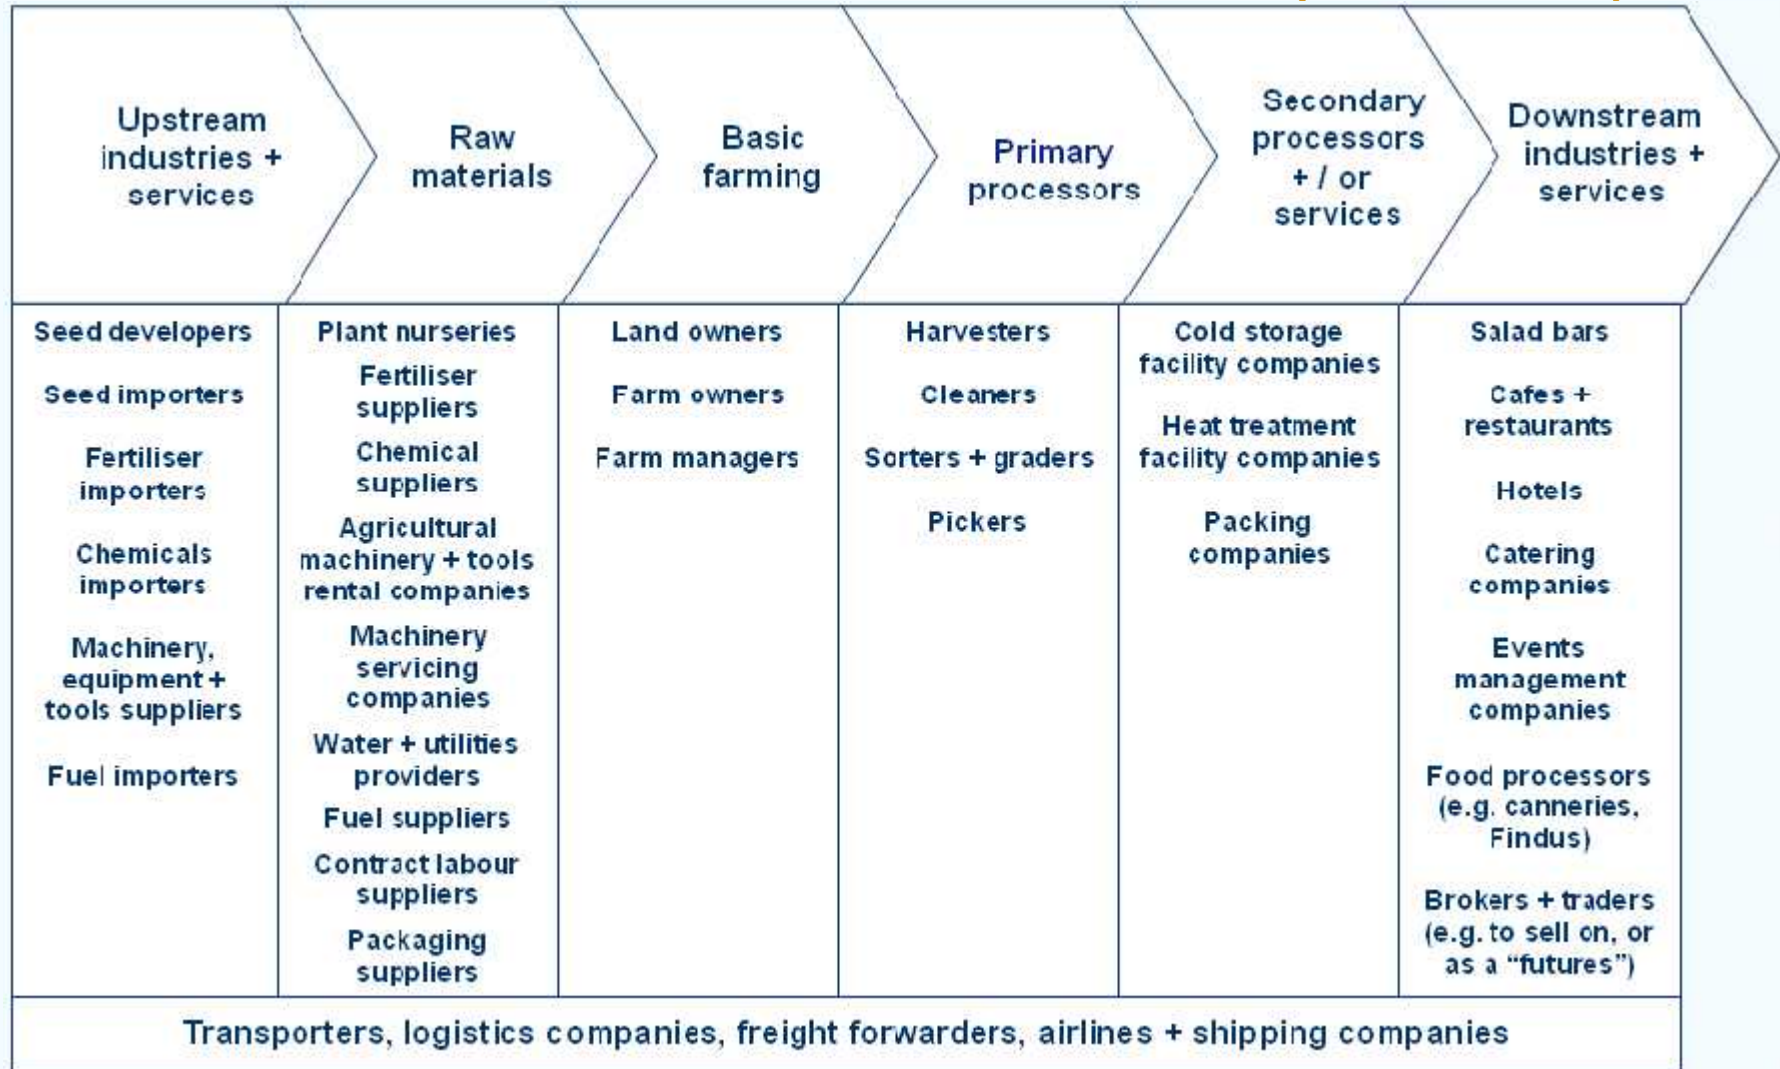 Upstream
industries +
services
Raw
materials
Basic
farming
Primary
processors
Secondary
processors
+ / or
services
Downstream
industries +
services
Seed developers
Seed importers
Fertiliser
importers
Chemicals
importers
Machinery,
equipment +
tools suppliers
Fuel importers
Plant nurseries
Fertiliser
suppliers
Chemical
suppliers
Agricultural
machinery + tools
rental companies
Machinery
servicing
companies
Water + utilities
providers
Fuel suppliers
Contract labour
suppliers
Packaging
suppliers
Land owners
Farm owners
Farm managers
Harvesters
Cleaners
Sorters + graders
Pickers
Cold storage
facility companies
Heat treatment
facility companies
Packing
companies
Salad bars
Cafes +
restaurants
Hotels
Catering
companies
Events
management
companies
Food processors
(e.g. canneries,
Findus)
Brokers + traders
(e.g. to sell on, or
as a “futures”)
Transporters, logistics companies, freight forwarders, airlines + shipping companies